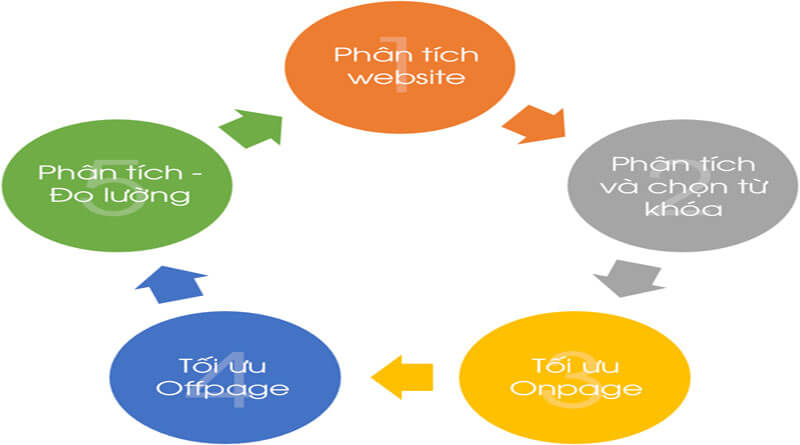 1
Phân tích
website
2
Phân tích
và chọn từ
khóa
3
Tối ưu
Onpage
4
Tối ưu
Offpage
5
Phân tích -
Đo lường